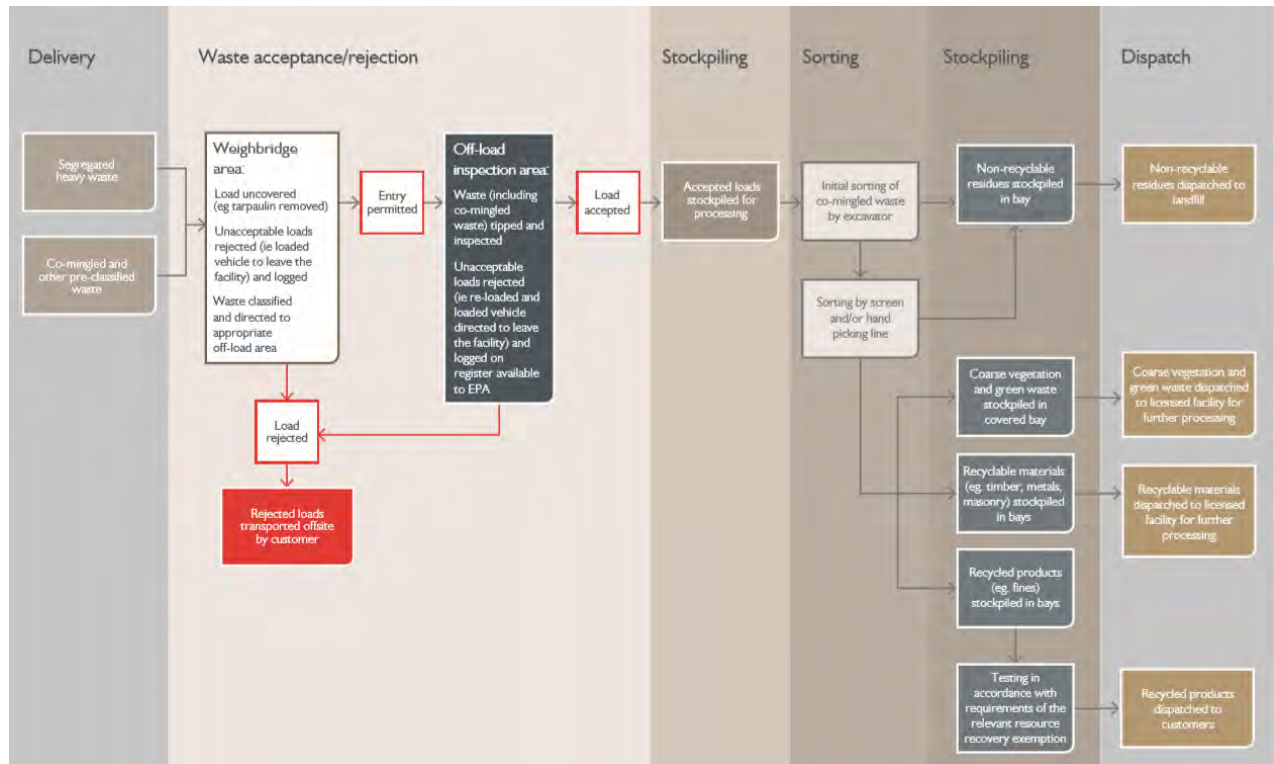 Delivery
Waste acceptance/rejection
Stockpiling
Sorting
Stockpiling
Dispatch
Segregated
heavy waste
Co-mingled and
other pre-classified
waste
Weighbridge
area:
Load uncovered
(eg tarpaulin removed)
Unacceptable loads
rejected (ie loaded
vehicle to leave the
facility) and logged
Waste classified
and directed to
appropriate
off-load area
Entry
permitted
Off-load
inspection area:
Waste (including
co-mingled
waste) tipped and
inspected
Unacceptable
loads rejected
(ie re-loaded and
loaded vehicle
directed to leave
the facility) and
logged on
register available
to EPA
Load
accepted
Load
rejected
Rejected loads
transported offsite
by customer
Accepted loads
stockpiled for
processing
Initial sorting of
co-mingled waste
by excavator
Sorting by screen
and/or hand
picking line
Non-recyclable
residues stockpiled
in bay
Non-recyclable
residues dispatched to
landfill
Coarse vegetation
and green waste
stockpiled in
covered bay
Coarse vegetation and
green waste dispatched
to licensed facility for
further processing
Recyclable materials
(eg. timber, metals,
masonry) stockpiled
in bays
Recyclable materials
dispatched to licensed
facility for further
processing
Recycled products
(eg. fines)
stockpiled in bays
Testing in
accordance with
requirements of the
relevant resource
recovery exemption
Recycled products
dispatched to
customers